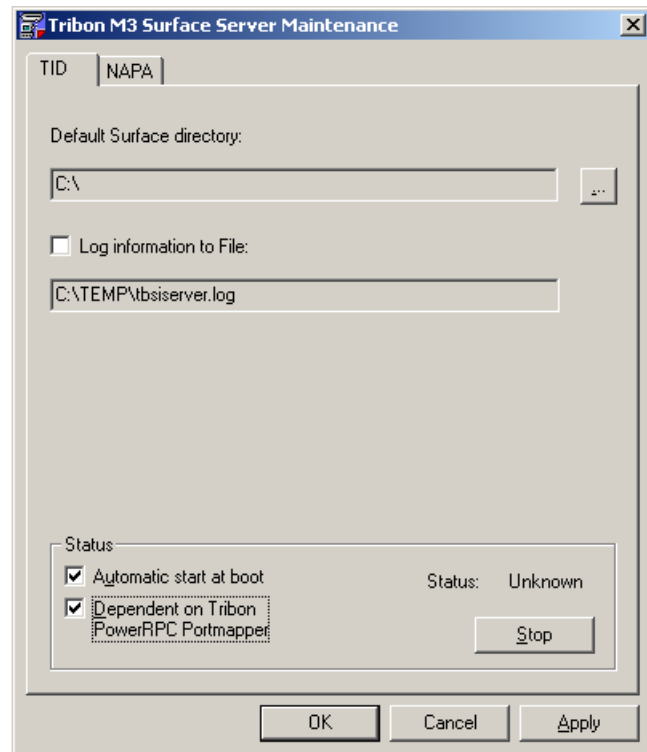 Tribon M3 Surface Server Maintenance
TID
NAPA
Default Surface directory:
C:\
...
Log information to File:
C:\TEMP\tbsiserver.log
Status
Automatic start at boot
Status: Unknown
Dependent on Tribon
PowerRPC Portmapper
Stop
OK
Cancel
Apply